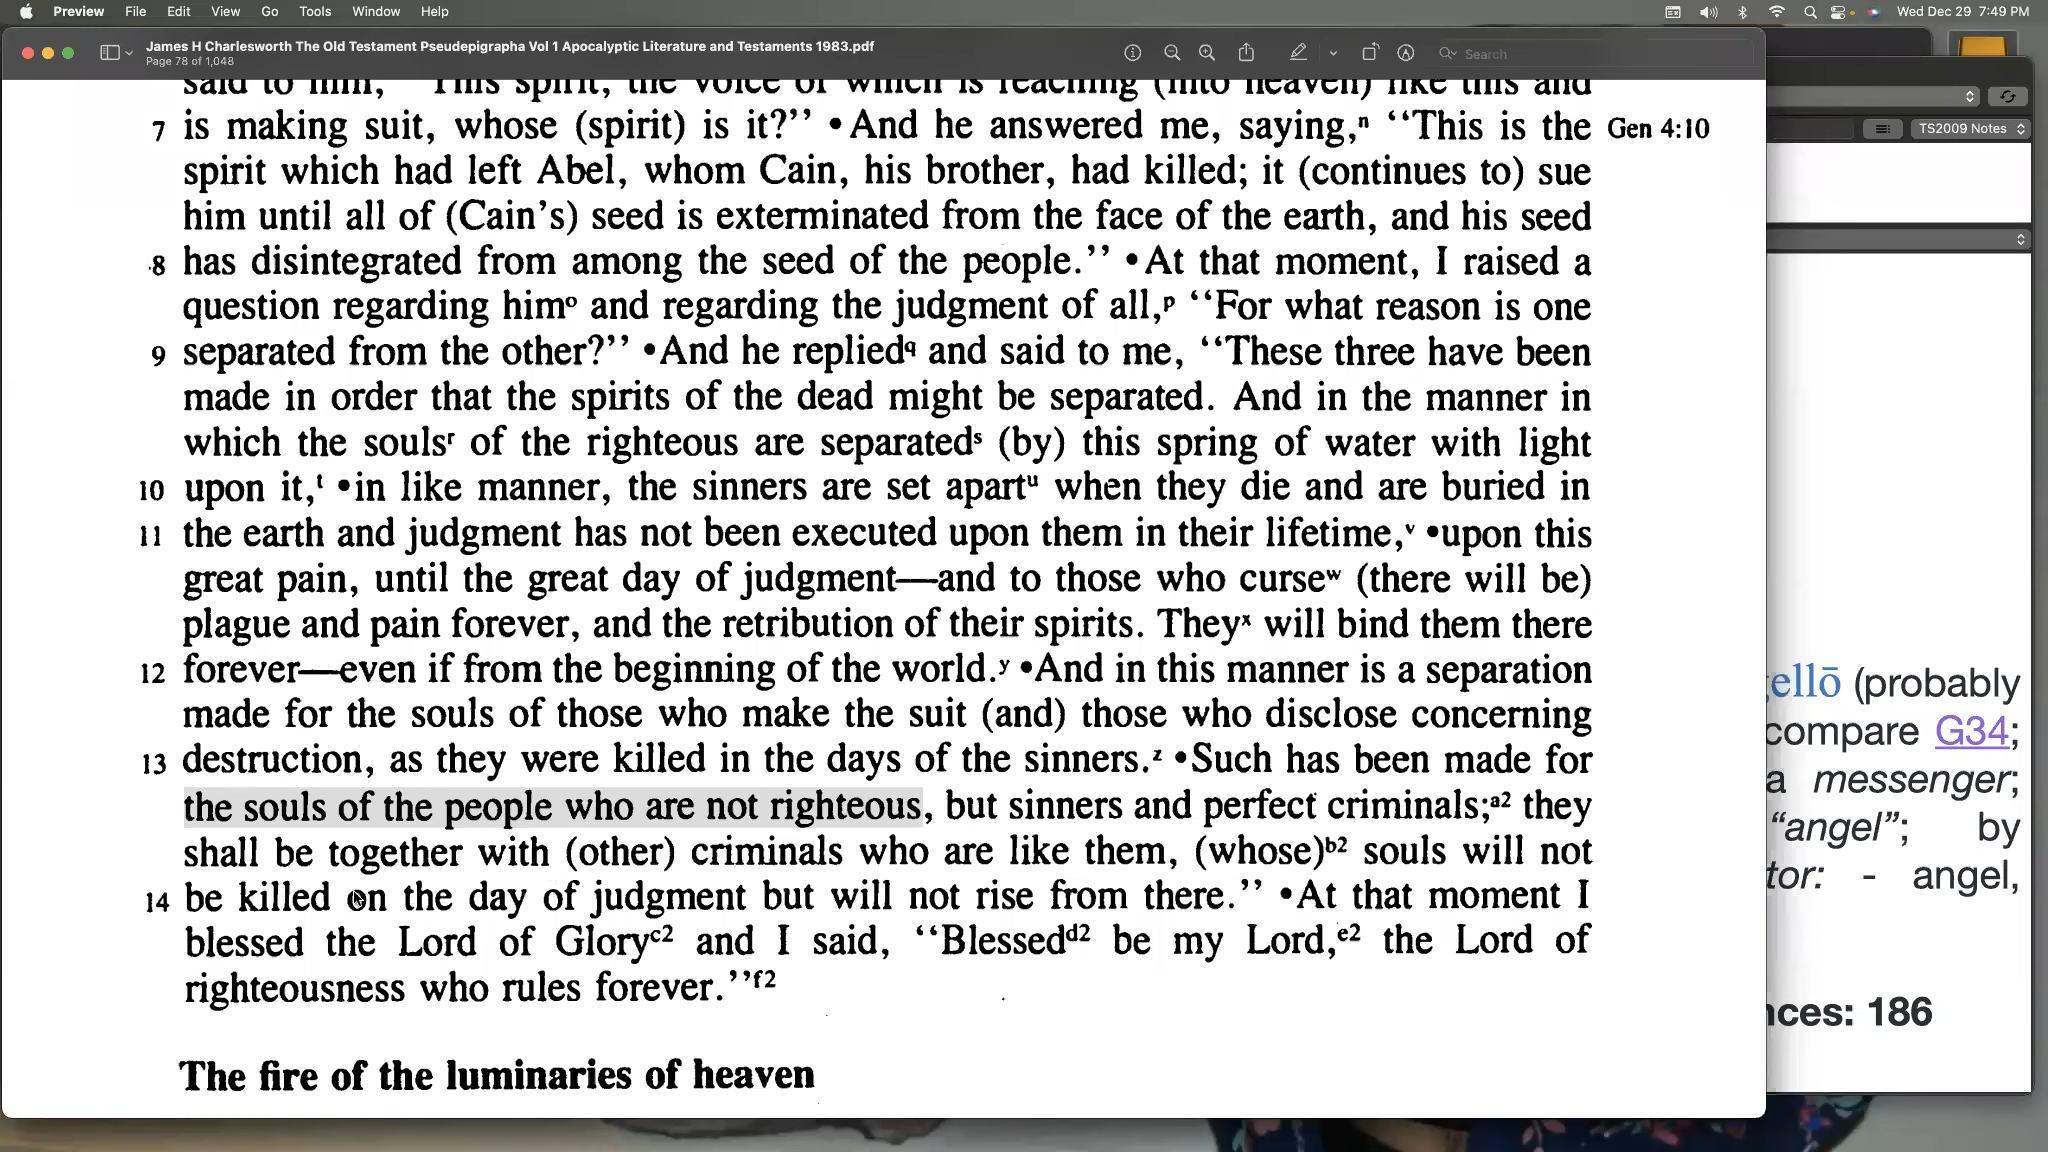 Preview File Edit View Go Tools Window Help Wed Dec 29 7:49 PM
James H Charlesworth The Old Testament Pseudepigrapha Vol 1 Apocalyptic Literature and Testaments 1983.pdf
Page 78 of 1,048
Search
TS2009 Notes
said to him, "This spirit, the voice of which is reaching (into heaven) like this and
7 is making suit, whose (spirit) is it?’’ •And he answered me, saying,ⁿ ‘‘This is the Gen 4:10
spirit which had left Abel, whom Cain, his brother, had killed; it (continues to) sue
him until all of (Cain's) seed is exterminated from the face of the earth, and his seed
8 has disintegrated from among the seed of the people.’’ •At that moment, I raised a
question regarding himᵒ and regarding the judgment of all,ᵖ ‘‘For what reason is one
9 separated from the other?’’ •And he repliedq and said to me, ‘‘These three have been
made in order that the spirits of the dead might be separated. And in the manner in
which the soulsʳ of the righteous are separatedˢ (by) this spring of water with light
10 upon it,ᵗ •in like manner, the sinners are set apartᵘ when they die and are buried in
11 the earth and judgment has not been executed upon them in their lifetime,ᵛ •upon this
great pain, until the great day of judgment—and to those who curseʷ (there will be)
plague and pain forever, and the retribution of their spirits. Theyˣ will bind them there
12 forever—even if from the beginning of the world.ʸ •And in this manner is a separation
made for the souls of those who make the suit (and) those who disclose concerning
13 destruction, as they were killed in the days of the sinners.ᶻ •Such has been made for
the souls of the people who are not righteous, but sinners and perfect criminals;ᵃ² they
shall be together with (other) criminals who are like them, (whose)ᵇ² souls will not
14 be killed on the day of judgment but will not rise from there.’’ •At that moment I
blessed the Lord of Gloryᶜ² and I said, ‘‘Blessedᵈ² be my Lord,ᵉ² the Lord of
righteousness who rules forever.’’ᶠ²
The fire of the luminaries of heaven
ellō (probably
compare G34;
a messenger;
“angel”; by
tor: - angel,
nces: 186